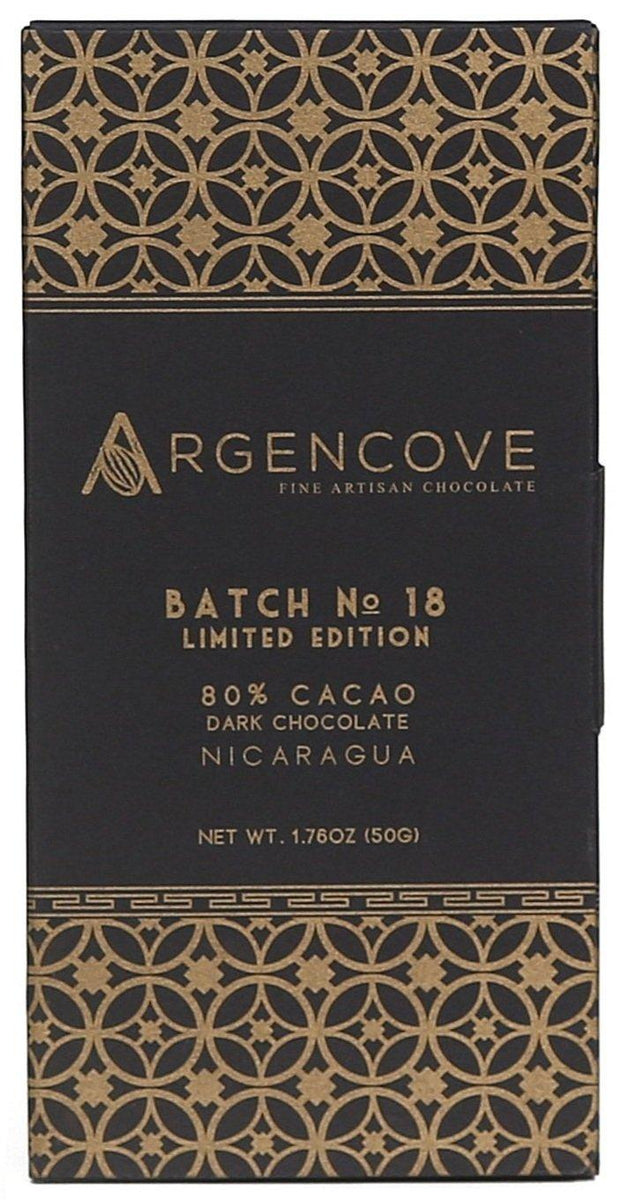 ARGENCOVE
FINE ARTISAN CHOCOLATE
BATCH No 18
LIMITED EDITION
80% CACAO
DARK CHOCOLATE
NICARAGUA
NET WT. 1.76OZ (50G)